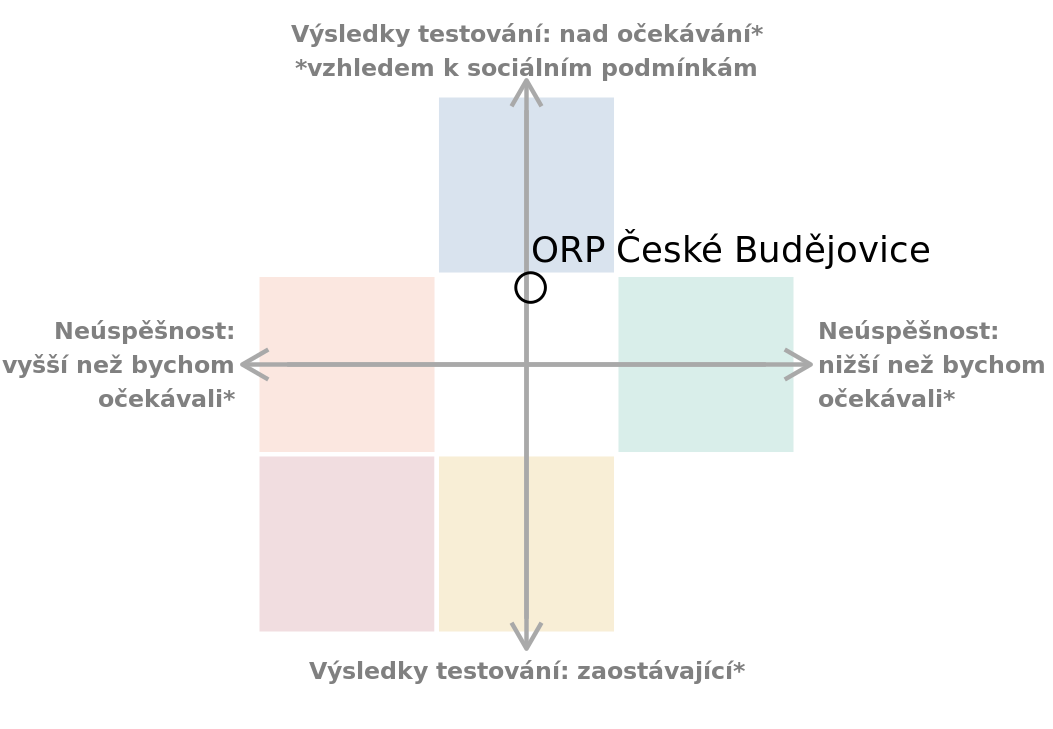 Výsledky testování: nad očekávání*
*vzhledem k sociálním podmínkám
ORP České Budějovice
Neúspěšnost:
vyšší než bychom
očekávali*
Neúspěšnost:
nižší než bychom
očekávali*
Výsledky testování: zaostávající*